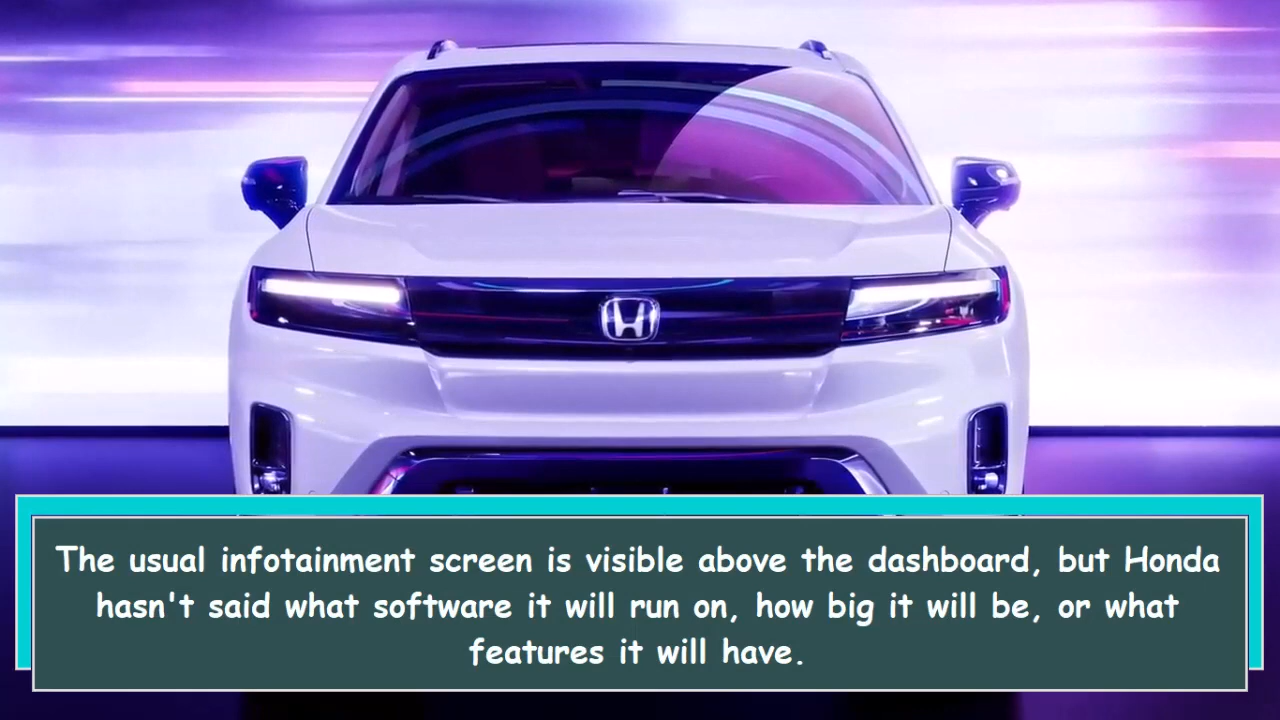 The usual infotainment screen is visible above the dashboard, but Honda
hasn't said what software it will run on, how big it will be, or what
features it will have.